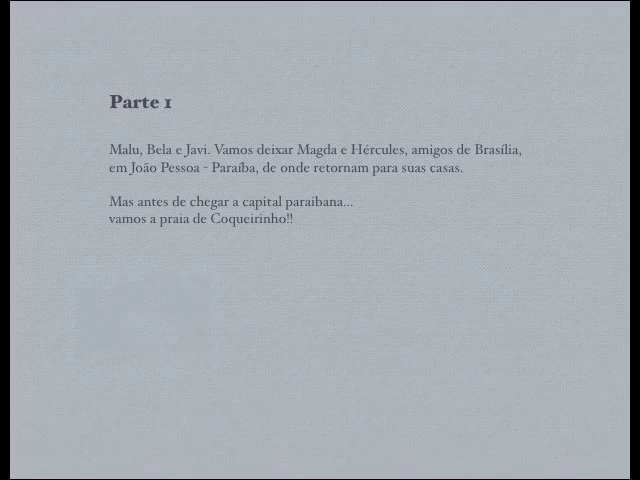 Parte 1
Malu, Bela e Javi. Vamos deixar Magda e Hércules, amigos de Brasília,
em João Pessoa - Paraíba, de onde retornam para suas casas.
Mas antes de chegar a capital paraibana...
vamos a praia de Coqueirinho!!